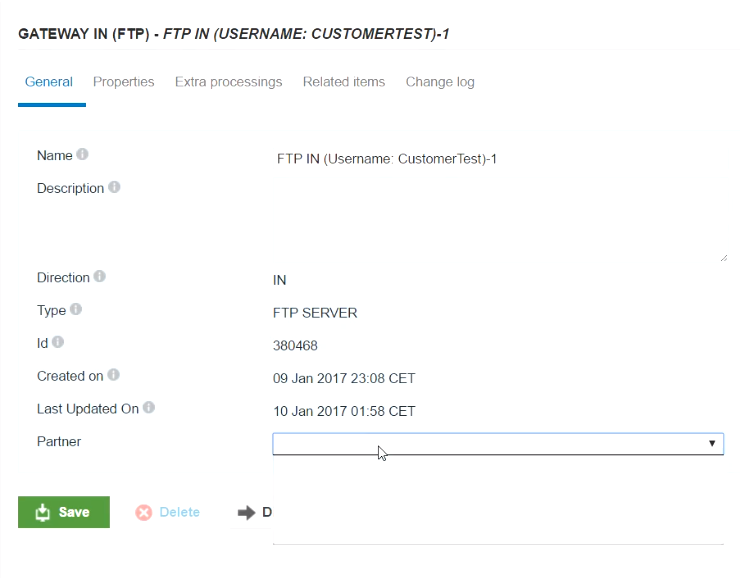 GATEWAY IN (FTP) - FTP IN (USERNAME: CUSTOMERTEST)-1
General Properties Extra processings Related items Change log
Name FTP IN (Username: CustomerTest)-1
Description
Direction IN
Type FTP SERVER
Id 380468
Created on 09 Jan 2017 23:08 CET
Last Updated On 10 Jan 2017 01:58 CET
Partner
Save Delete D